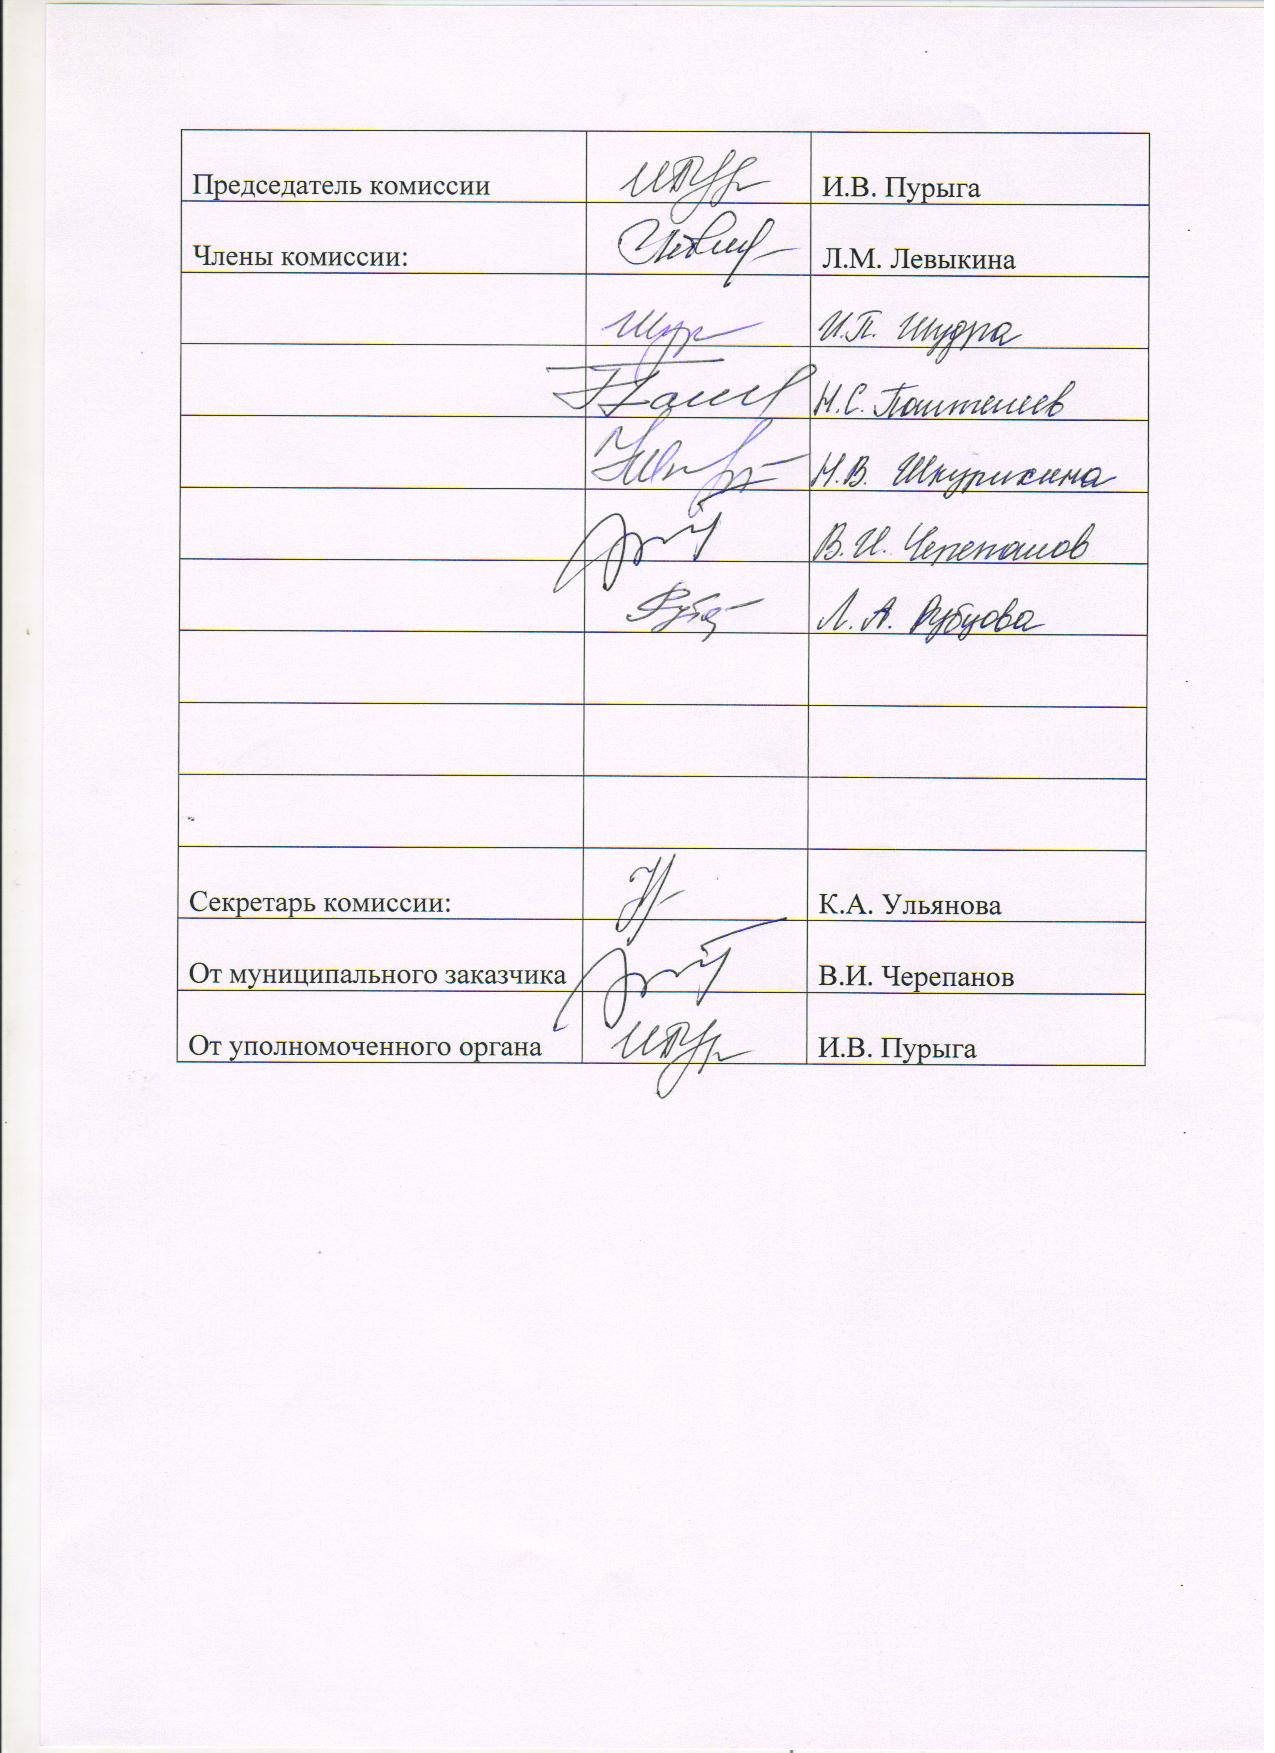 Председатель комиссии И.В. Пурыга
Члены комиссии: Л.М. Левыкина
И.П. Шудра
Н.С. Пантелеев
Н.В. Шкурихина
В.И. Черепанов
Л.А. Рубцова
Секретарь комиссии: К.А. Ульянова
От муниципального заказчика В.И. Черепанов
От уполномоченного органа И.В. Пурыга